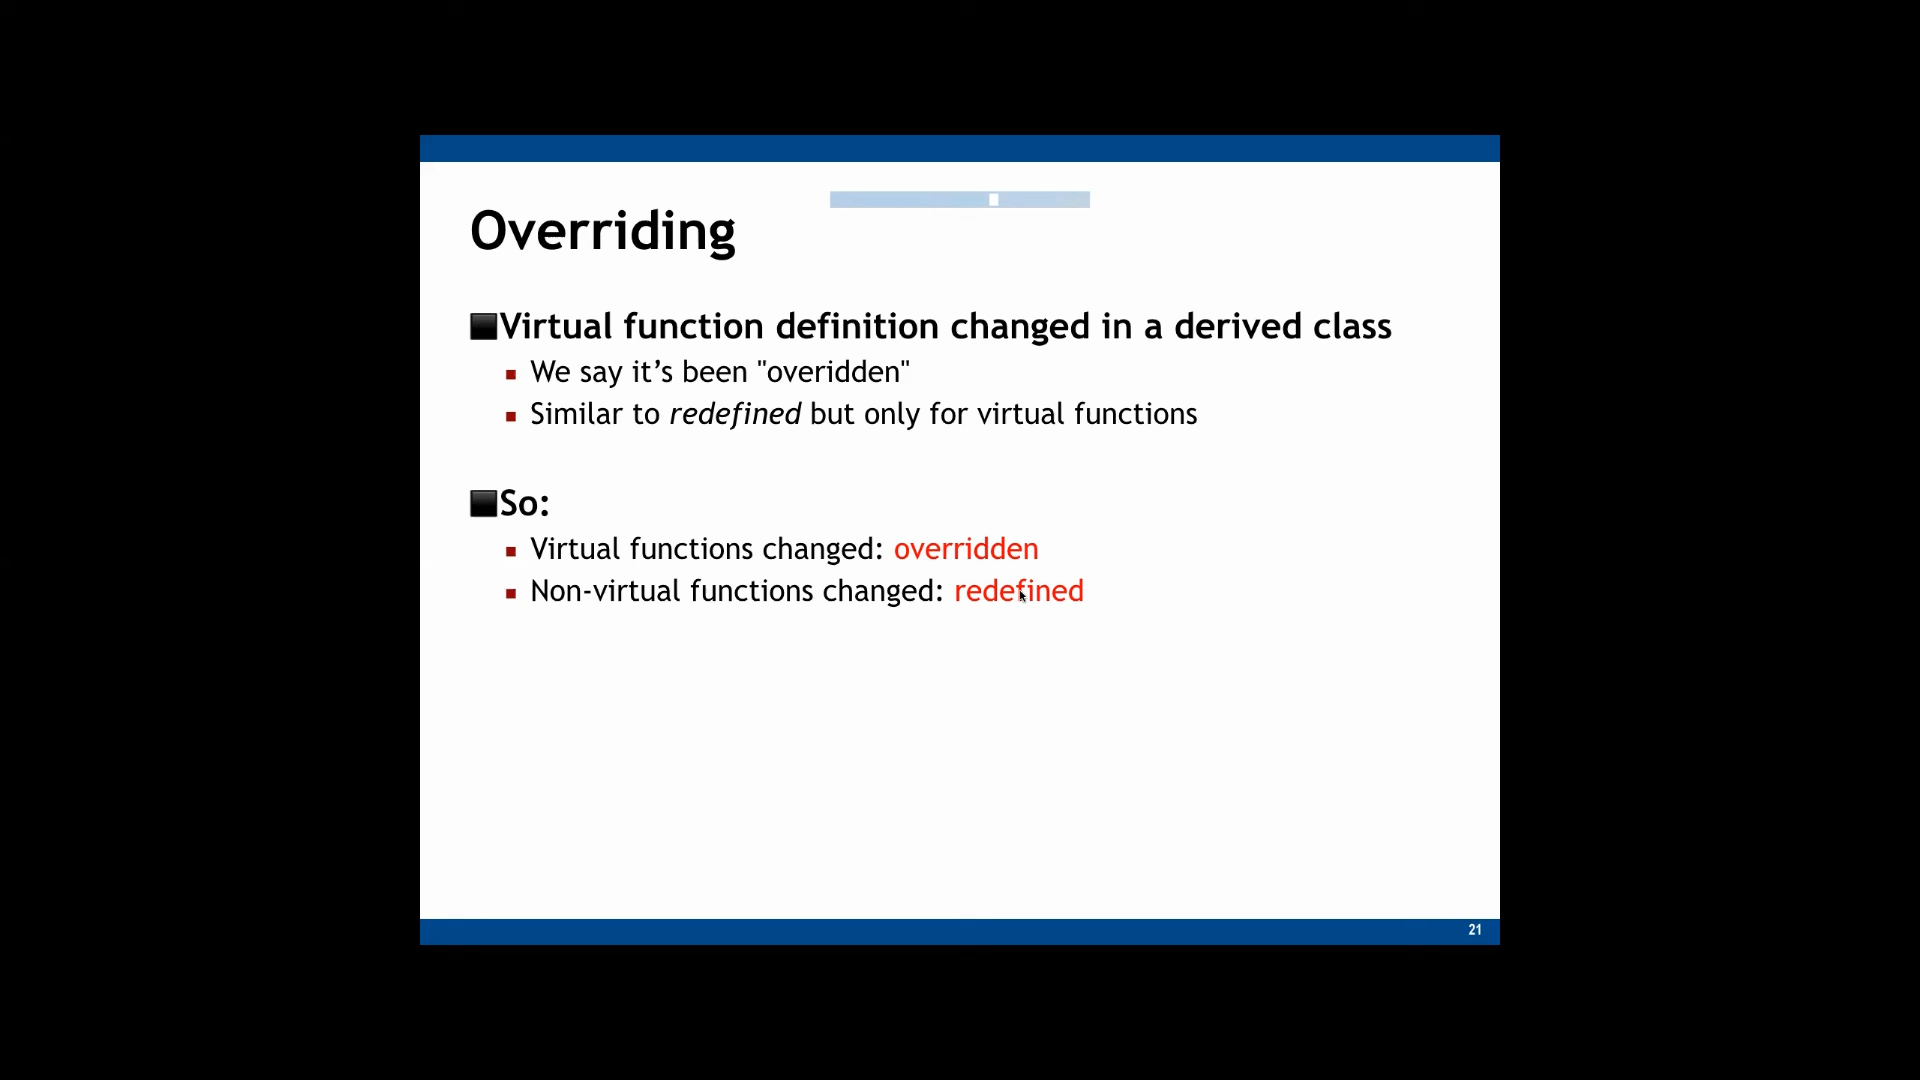 Overriding
Virtual function definition changed in a derived class
We say it’s been "overidden"
Similar to redefined but only for virtual functions
So:
Virtual functions changed: overridden
Non-virtual functions changed: redefined
21